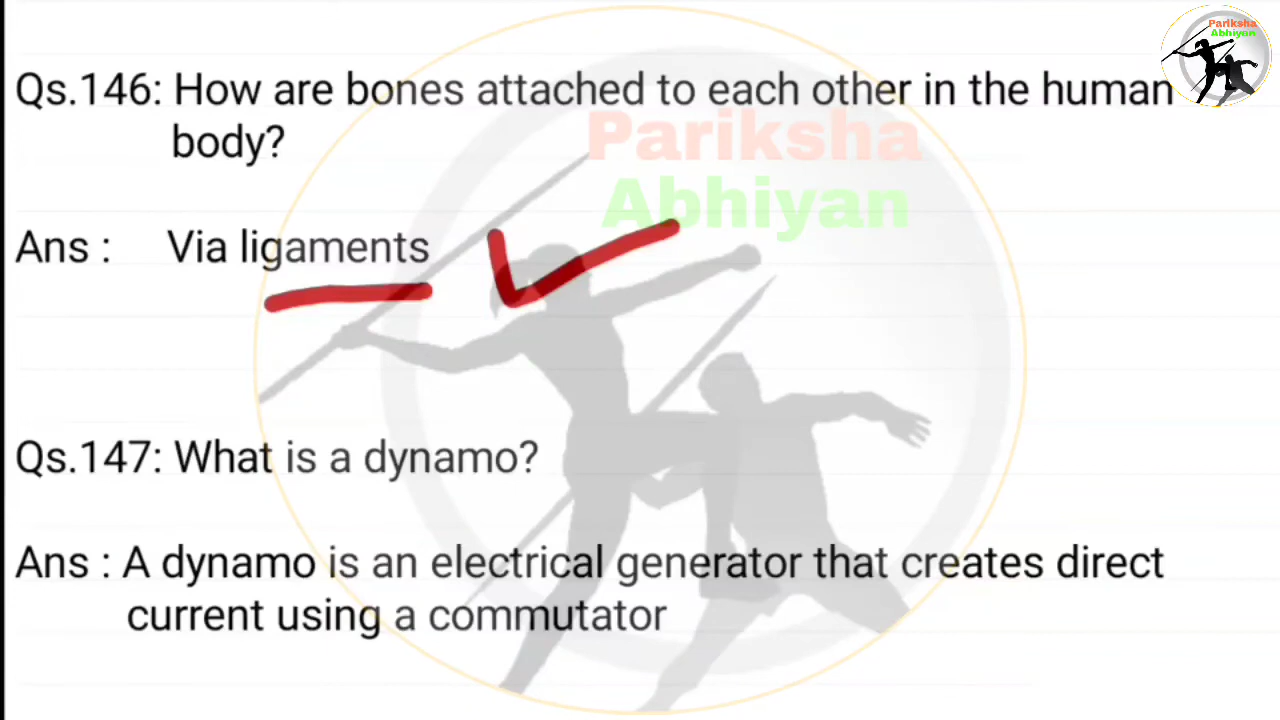 Pariksha
Abhiyan
Qs.146: How are bones attached to each other in the human
body?
Pariksha
Abhiyan
Ans : Via ligaments
Qs.147: What is a dynamo?
Ans : A dynamo is an electrical generator that creates direct
current using a commutator